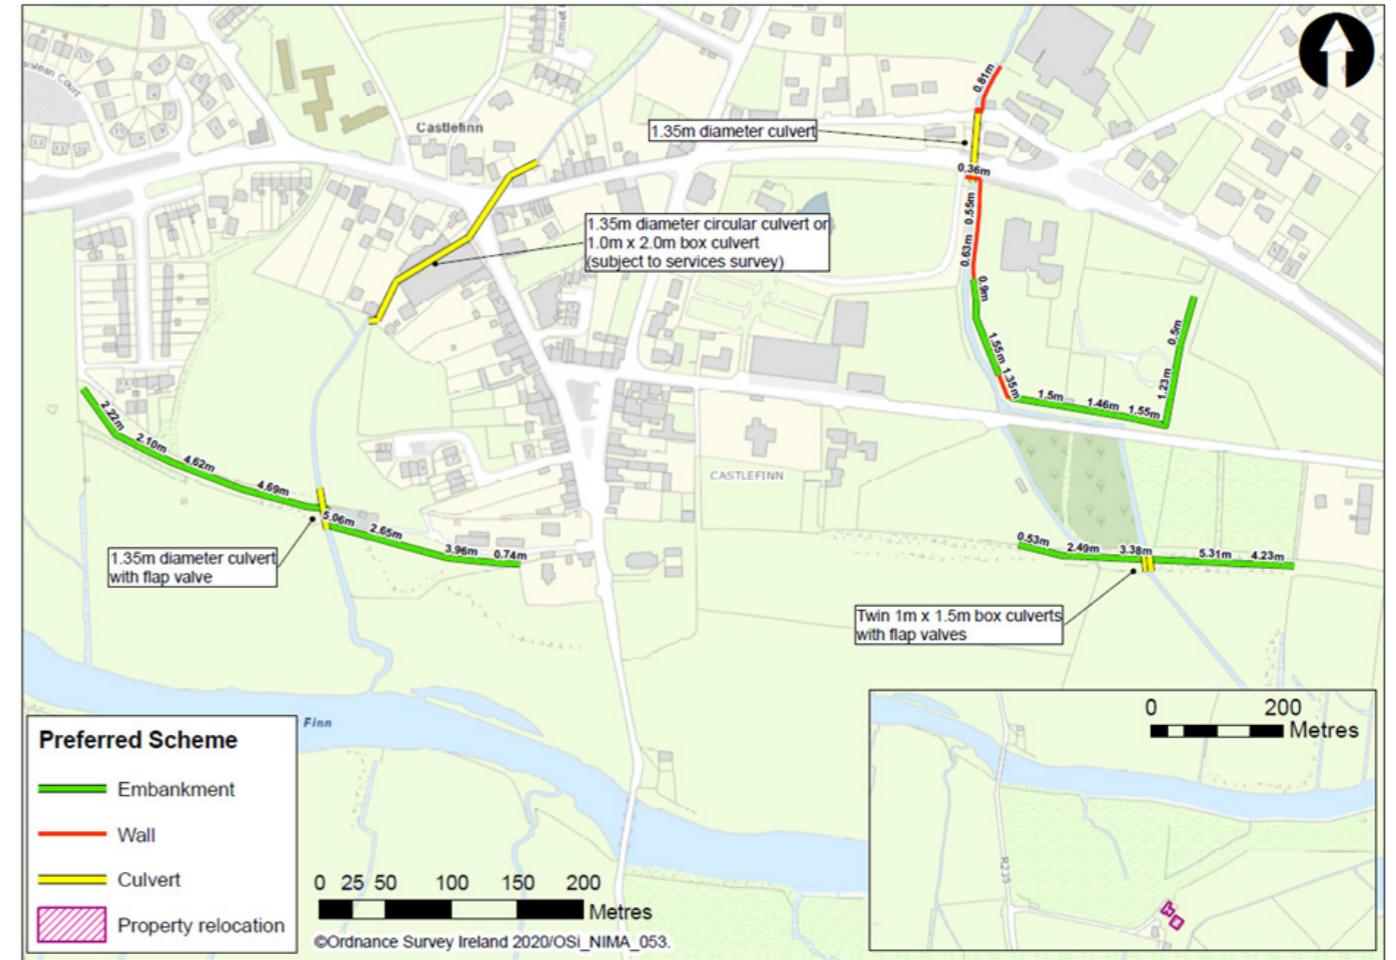 Castlefinn
1.35m diameter culvert
0.81m
0.36m
0.55m
0.63m
0.9m
1.55m
1.35m
1.5m
1.46m
1.55m
1.23m
0.5m
1.35m diameter circular culvert or
1.0m x 2.0m box culvert
(subject to services survey)
2.22m
2.10m
4.62m
4.69m
5.06m
2.65m
3.96m
0.74m
1.35m diameter culvert
with flap valve
CASTLEFINN
0.53m
2.49m
3.38m
5.31m
4.23m
Twin 1m x 1.5m box culverts
with flap valves
Finn
Preferred Scheme
Embankment
Wall
Culvert
Property relocation
0 25 50 100 150 200
Metres
©Ordnance Survey Ireland 2020/OSi_NIMA_053.
0 200
Metres
R235
Court
Emmet